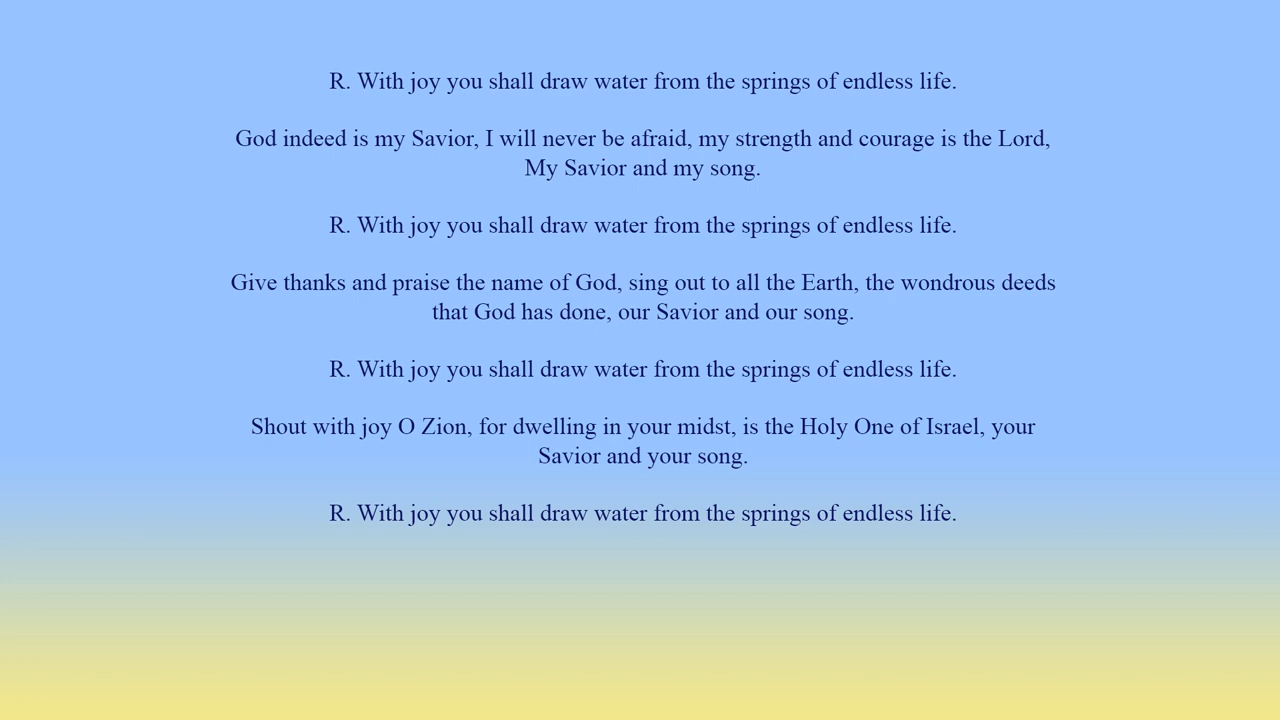 R. With joy you shall draw water from the springs of endless life.
God indeed is my Savior, I will never be afraid, my strength and courage is the Lord,
My Savior and my song.
R. With joy you shall draw water from the springs of endless life.
Give thanks and praise the name of God, sing out to all the Earth, the wondrous deeds
that God has done, our Savior and our song.
R. With joy you shall draw water from the springs of endless life.
Shout with joy O Zion, for dwelling in your midst, is the Holy One of Israel, your
Savior and your song.
R. With joy you shall draw water from the springs of endless life.